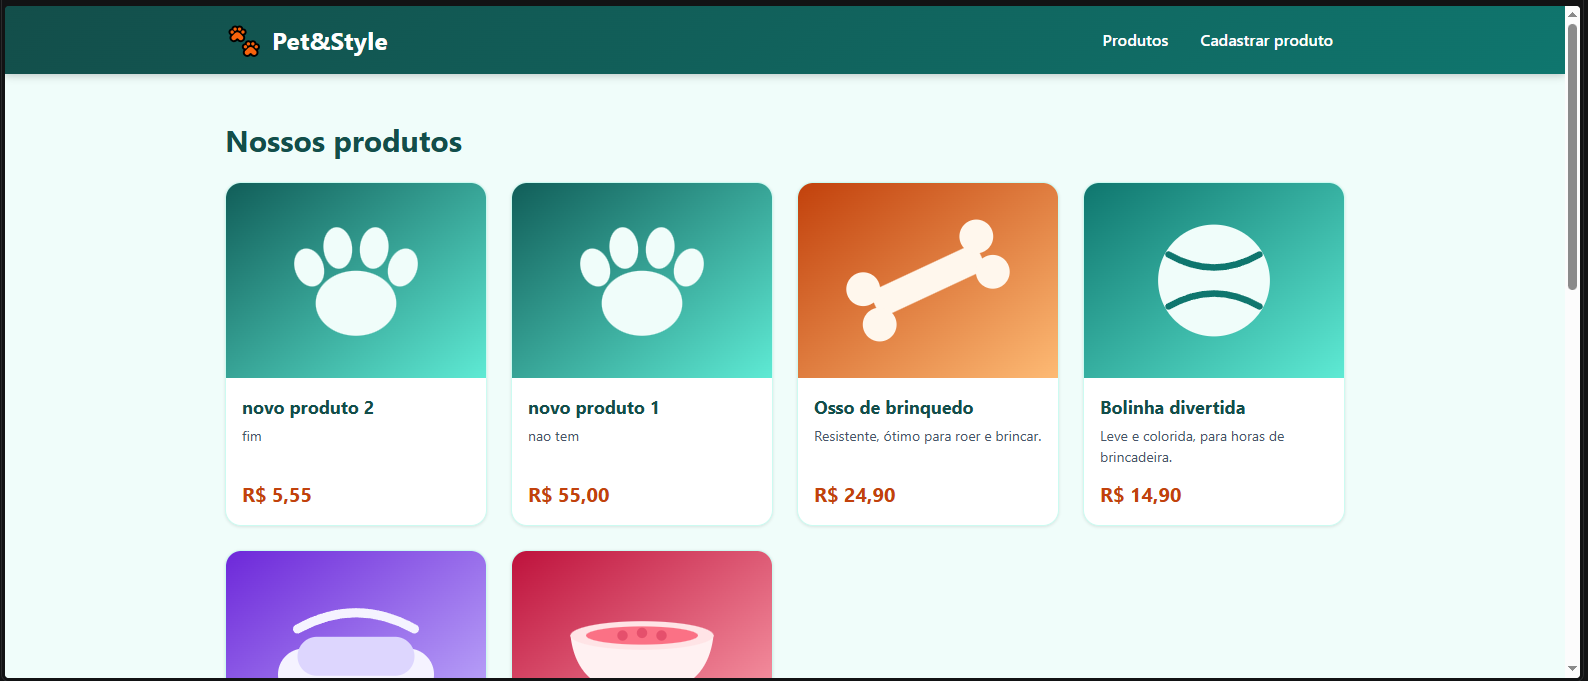 Pet&Style
Produtos
Cadastrar produto
Nossos produtos
novo produto 2
fim
R$ 5,55
novo produto 1
nao tem
R$ 55,00
Osso de brinquedo
Resistente, ótimo para roer e brincar.
R$ 24,90
Bolinha divertida
Leve e colorida, para horas de
brincadeira.
R$ 14,90